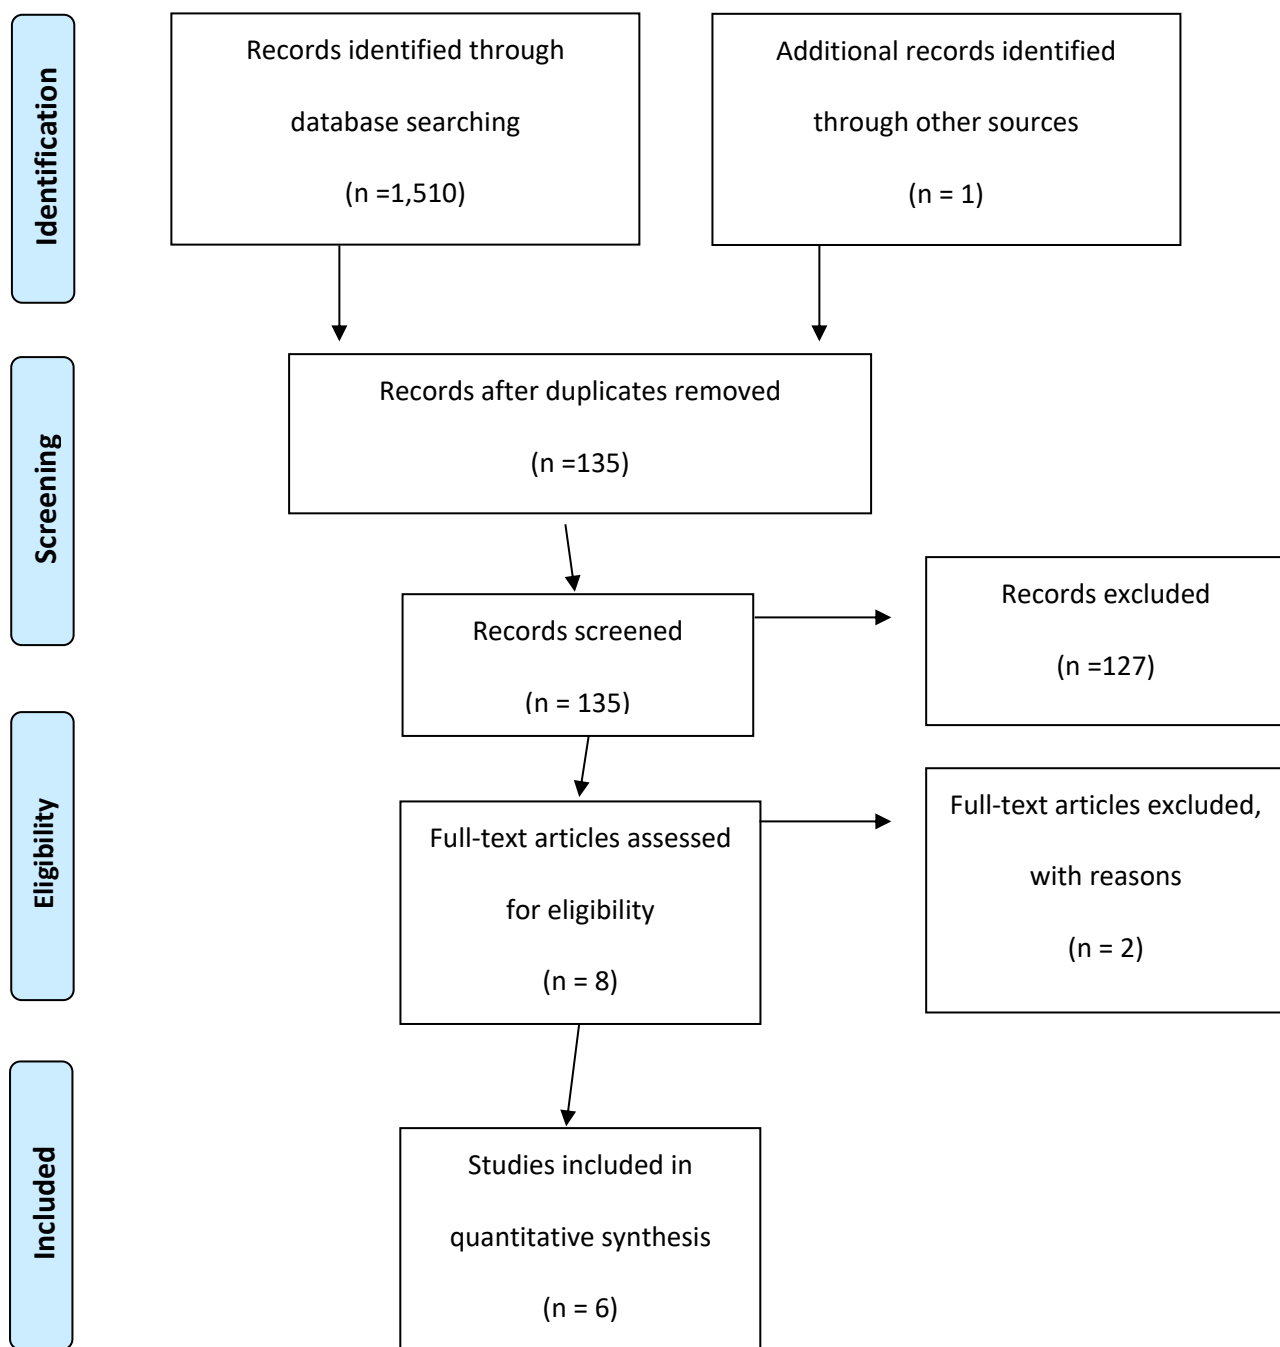 Identification
Records identified through
database searching
(n =1,510)
Additional records identified
through other sources
(n = 1)
Screening
Records after duplicates removed
(n =135)
Records screened
(n = 135)
Records excluded
(n =127)
Eligibility
Full-text articles assessed
for eligibility
(n = 8)
Full-text articles excluded,
with reasons
(n = 2)
Included
Studies included in
quantitative synthesis
(n = 6)